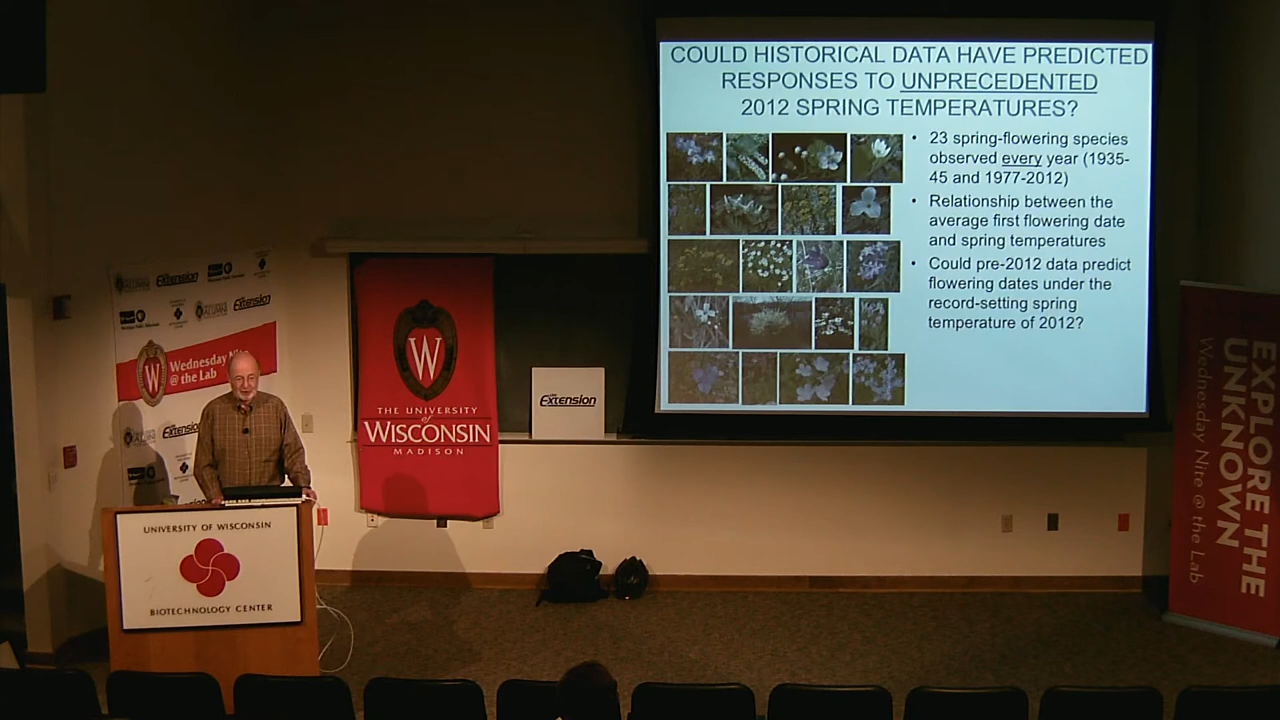 COULD HISTORICAL DATA HAVE PREDICTED
RESPONSES TO UNPRECEDENTED
2012 SPRING TEMPERATURES?
• 23 spring-flowering species
observed every year (1935-
45 and 1977-2012)
• Relationship between the
average first flowering date
and spring temperatures
• Could pre-2012 data predict
flowering dates under the
record-setting spring
temperature of 2012?
Extension
Extension
Wednesday Nite
@ the Lab
W
Extension
W
THE UNIVERSITY
of
WISCONSIN
MADISON
Extension
UNIVERSITY OF WISCONSIN
BIOTECHNOLOGY CENTER
EXPLORE THE
UNKNOWN
Wednesday Nite @ the Lab